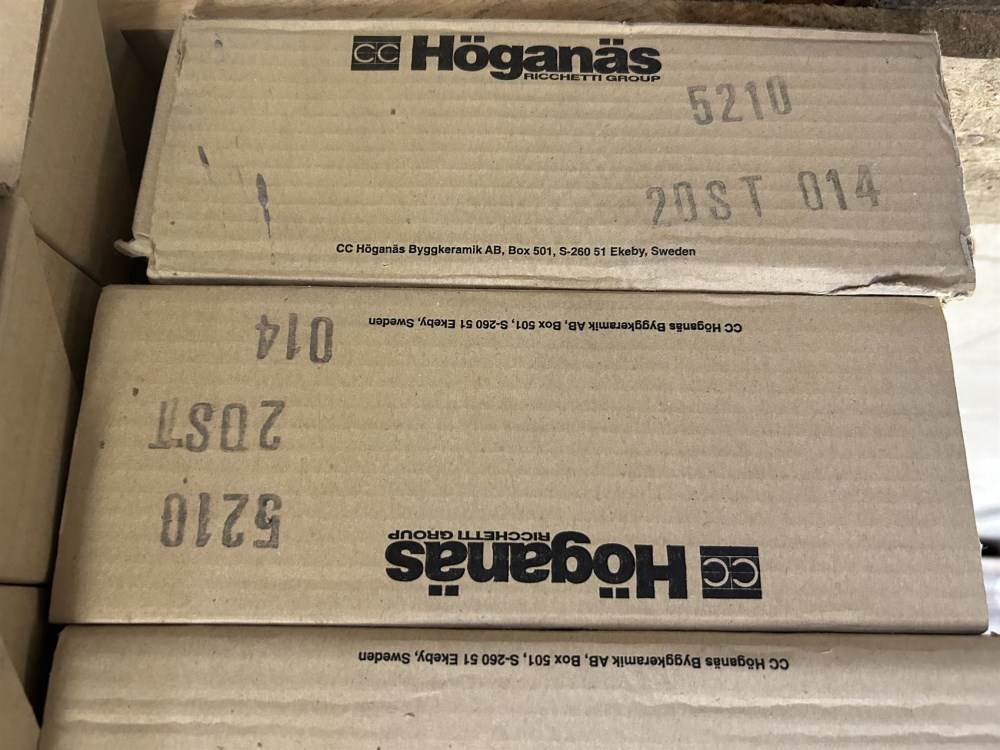 CC Höganäs
RICCHETTI GROUP
5210
20ST 014
CC Höganäs Byggkeramik AB, Box 501, S-260 51 Ekeby, Sweden
CC Höganäs Byggkeramik AB, Box 501, S-260 51 Ekeby, Sweden
014
20ST
5210
CC Höganäs
RICCHETTI GROUP
CC Höganäs Byggkeramik AB, Box 501, S-260 51 Ekeby, Sweden